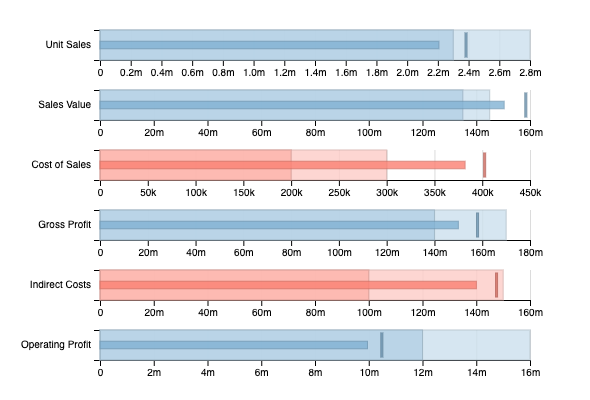 Unit Sales
0 0.2m 0.4m 0.6m 0.8m 1.0m 1.2m 1.4m 1.6m 1.8m 2.0m 2.2m 2.4m 2.6m 2.8m
Sales Value
0 20m 40m 60m 80m 100m 120m 140m 160m
Cost of Sales
0 50k 100k 150k 200k 250k 300k 350k 400k 450k
Gross Profit
0 20m 40m 60m 80m 100m 120m 140m 160m 180m
Indirect Costs
0 20m 40m 60m 80m 100m 120m 140m 160m
Operating Profit
0 2m 4m 6m 8m 10m 12m 14m 16m